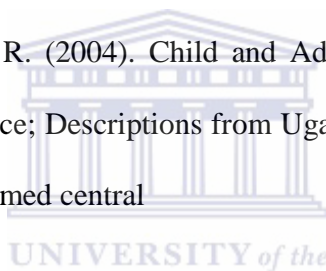 R. (2004). Child and Ad
ce; Descriptions from Uga
med central
UNIVERSITY of the